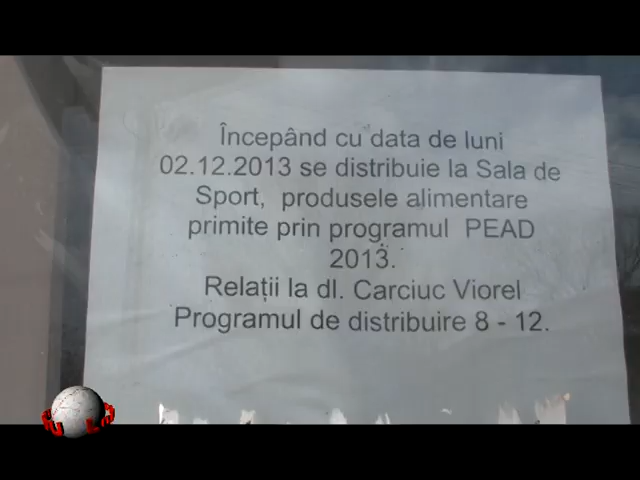 Începând cu data de luni
02.12.2013 se distribuie la Sala de
Sport, produsele alimentare
primite prin programul PEAD
2013.
Relații la dl. Carciuc Viorel
Programul de distribuire 8 - 12.